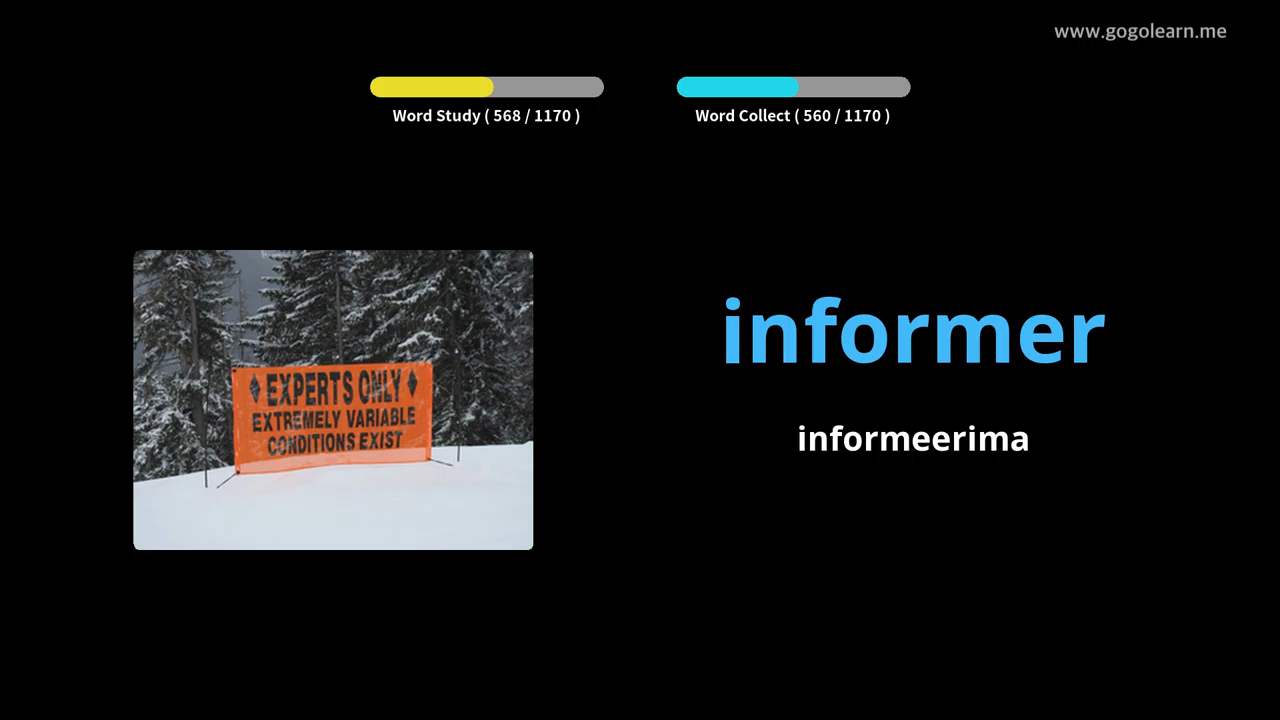 www.gogolearn.me
Word Study ( 568 / 1170 )
Word Collect ( 560 / 1170 )
EXPERTS ONLY
EXTREMELY VARIABLE
CONDITIONS EXIST
informer
informeerima